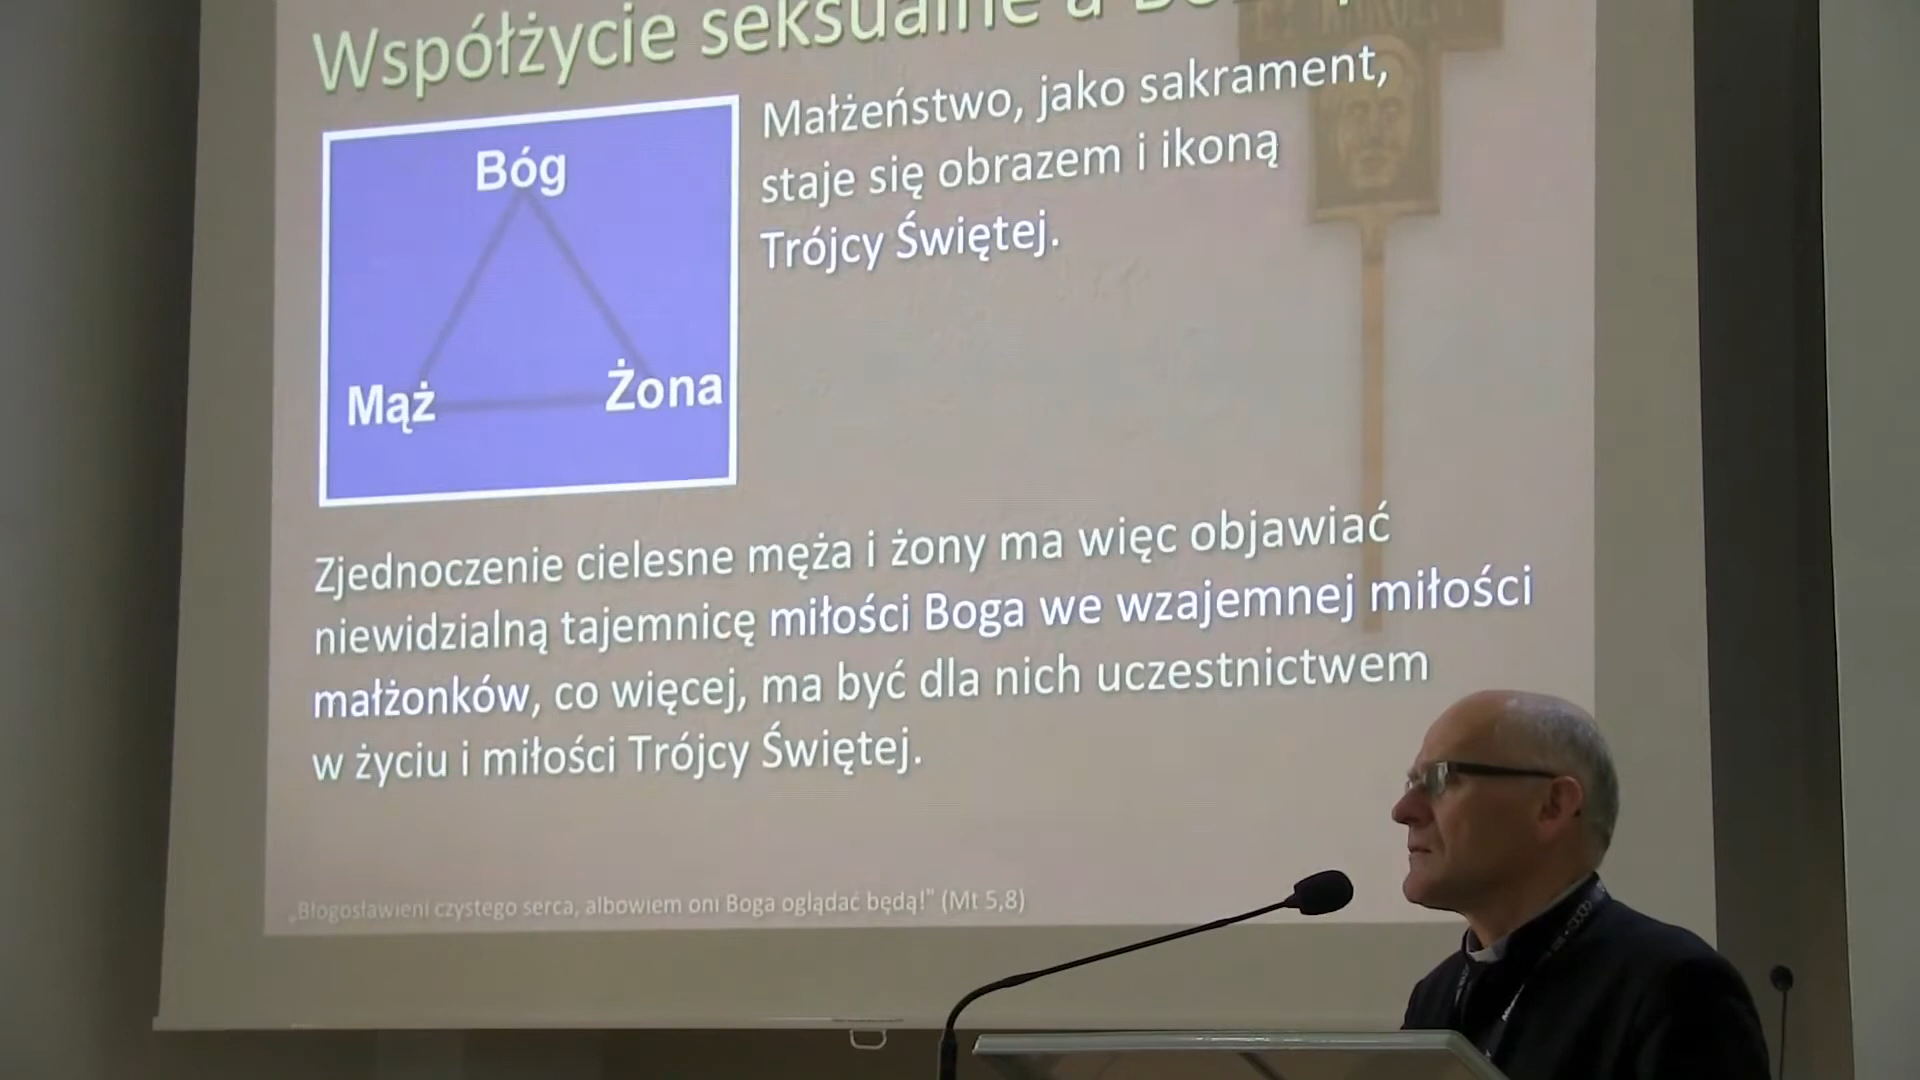 Współżycie seksualne a
Bóg
Mąż
Żona
Małżeństwo, jako sakrament,
staje się obrazem i ikoną
Trójcy Świętej.
Zjednoczenie cielesne męża i żony ma więc objawiać
niewidzialną tajemnicę miłości Boga we wzajemnej miłości
małżonków, co więcej, ma być dla nich uczestnictwem
w życiu i miłości Trójcy Świętej.
„Błogosławieni czystego serca, albowiem oni Boga oglądać będą!" (Mt 5,8)